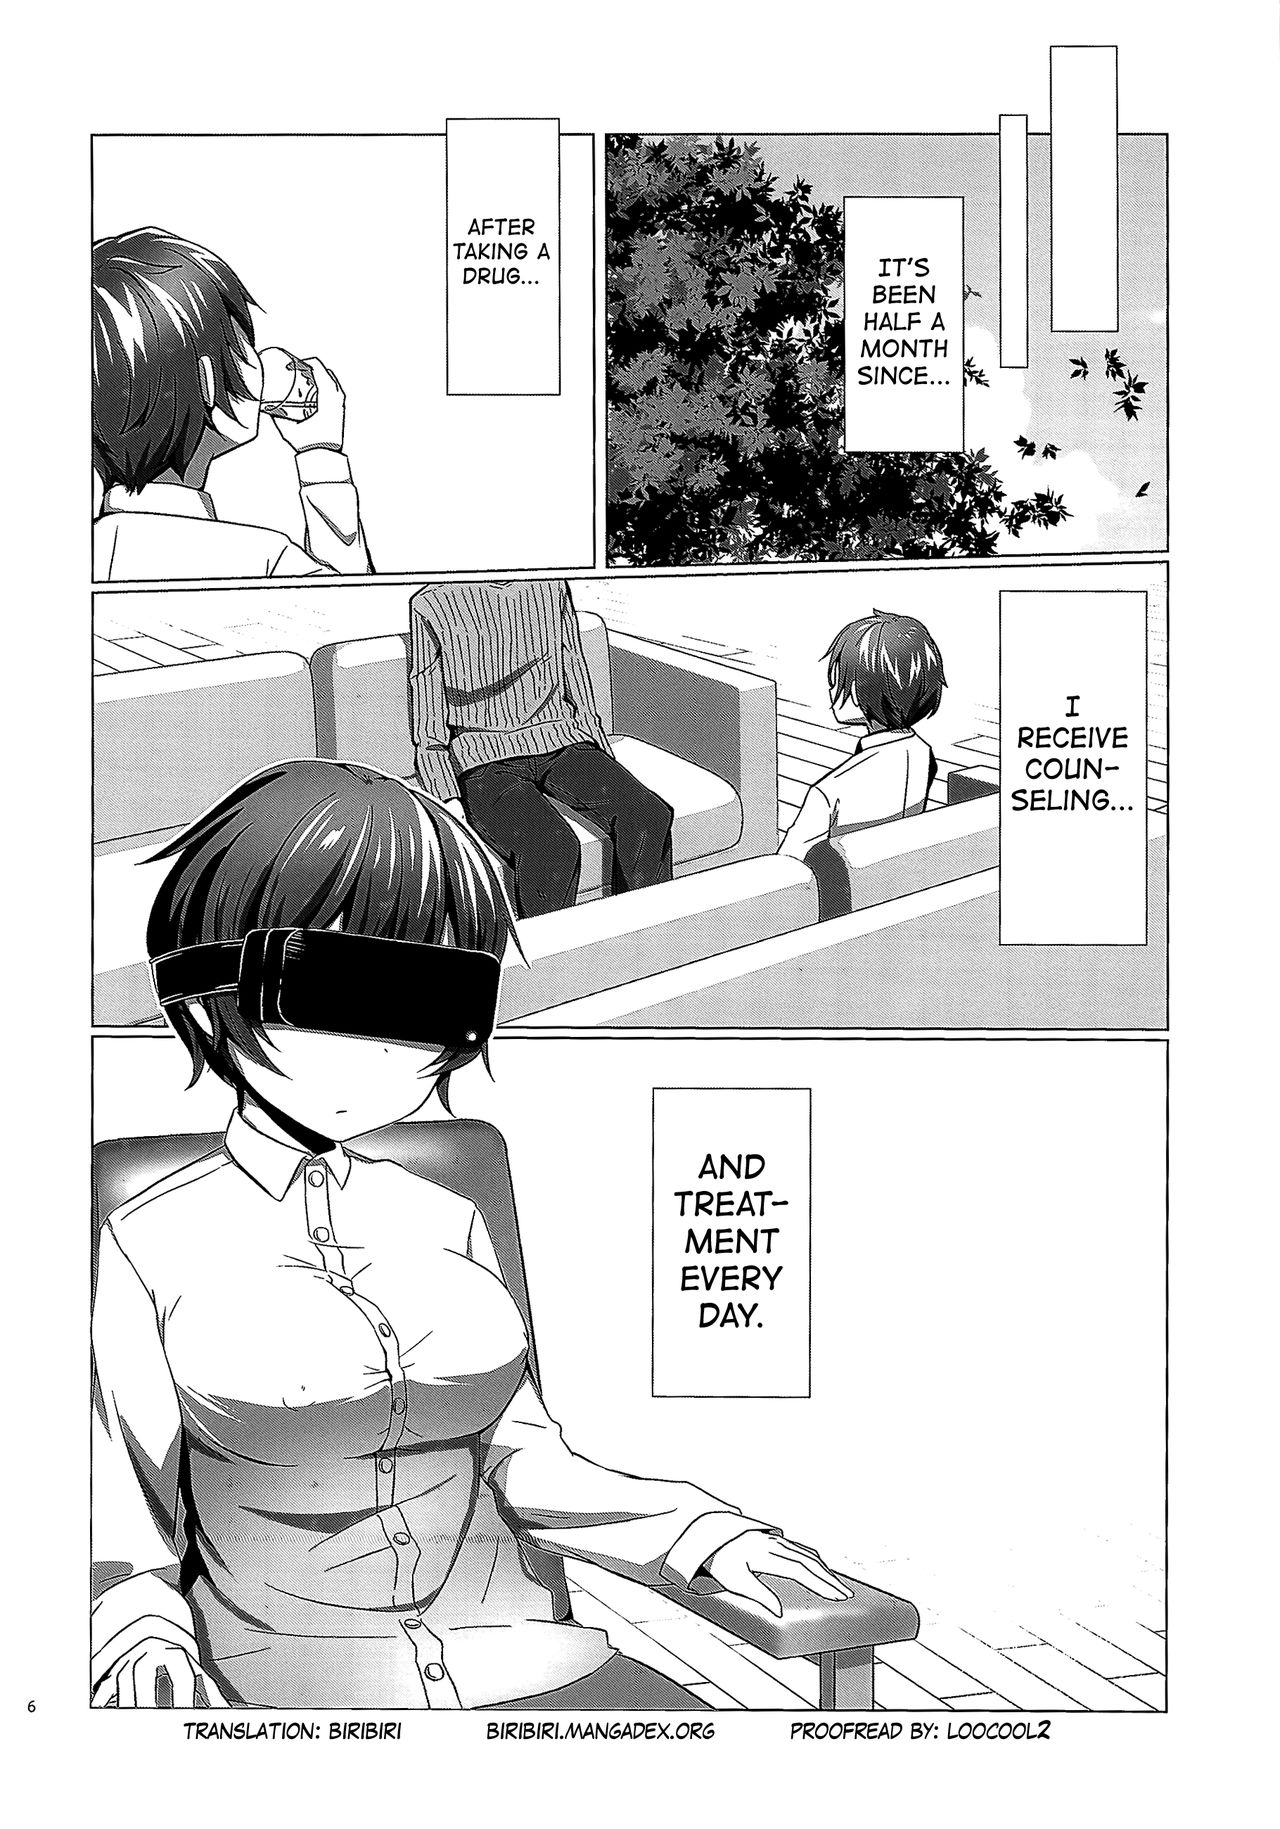 IT'S
BEEN
HALF A
MONTH
SINCE...
AFTER
TAKING A
DRUG...
I
RECEIVE
COUN-
SELING...
AND
TREAT-
MENT
EVERY
DAY.
6
TRANSLATION: BIRIBIRI
BIRIBIRI.MANGADEX.ORG
PROOFREAD BY: LOOCOOL2